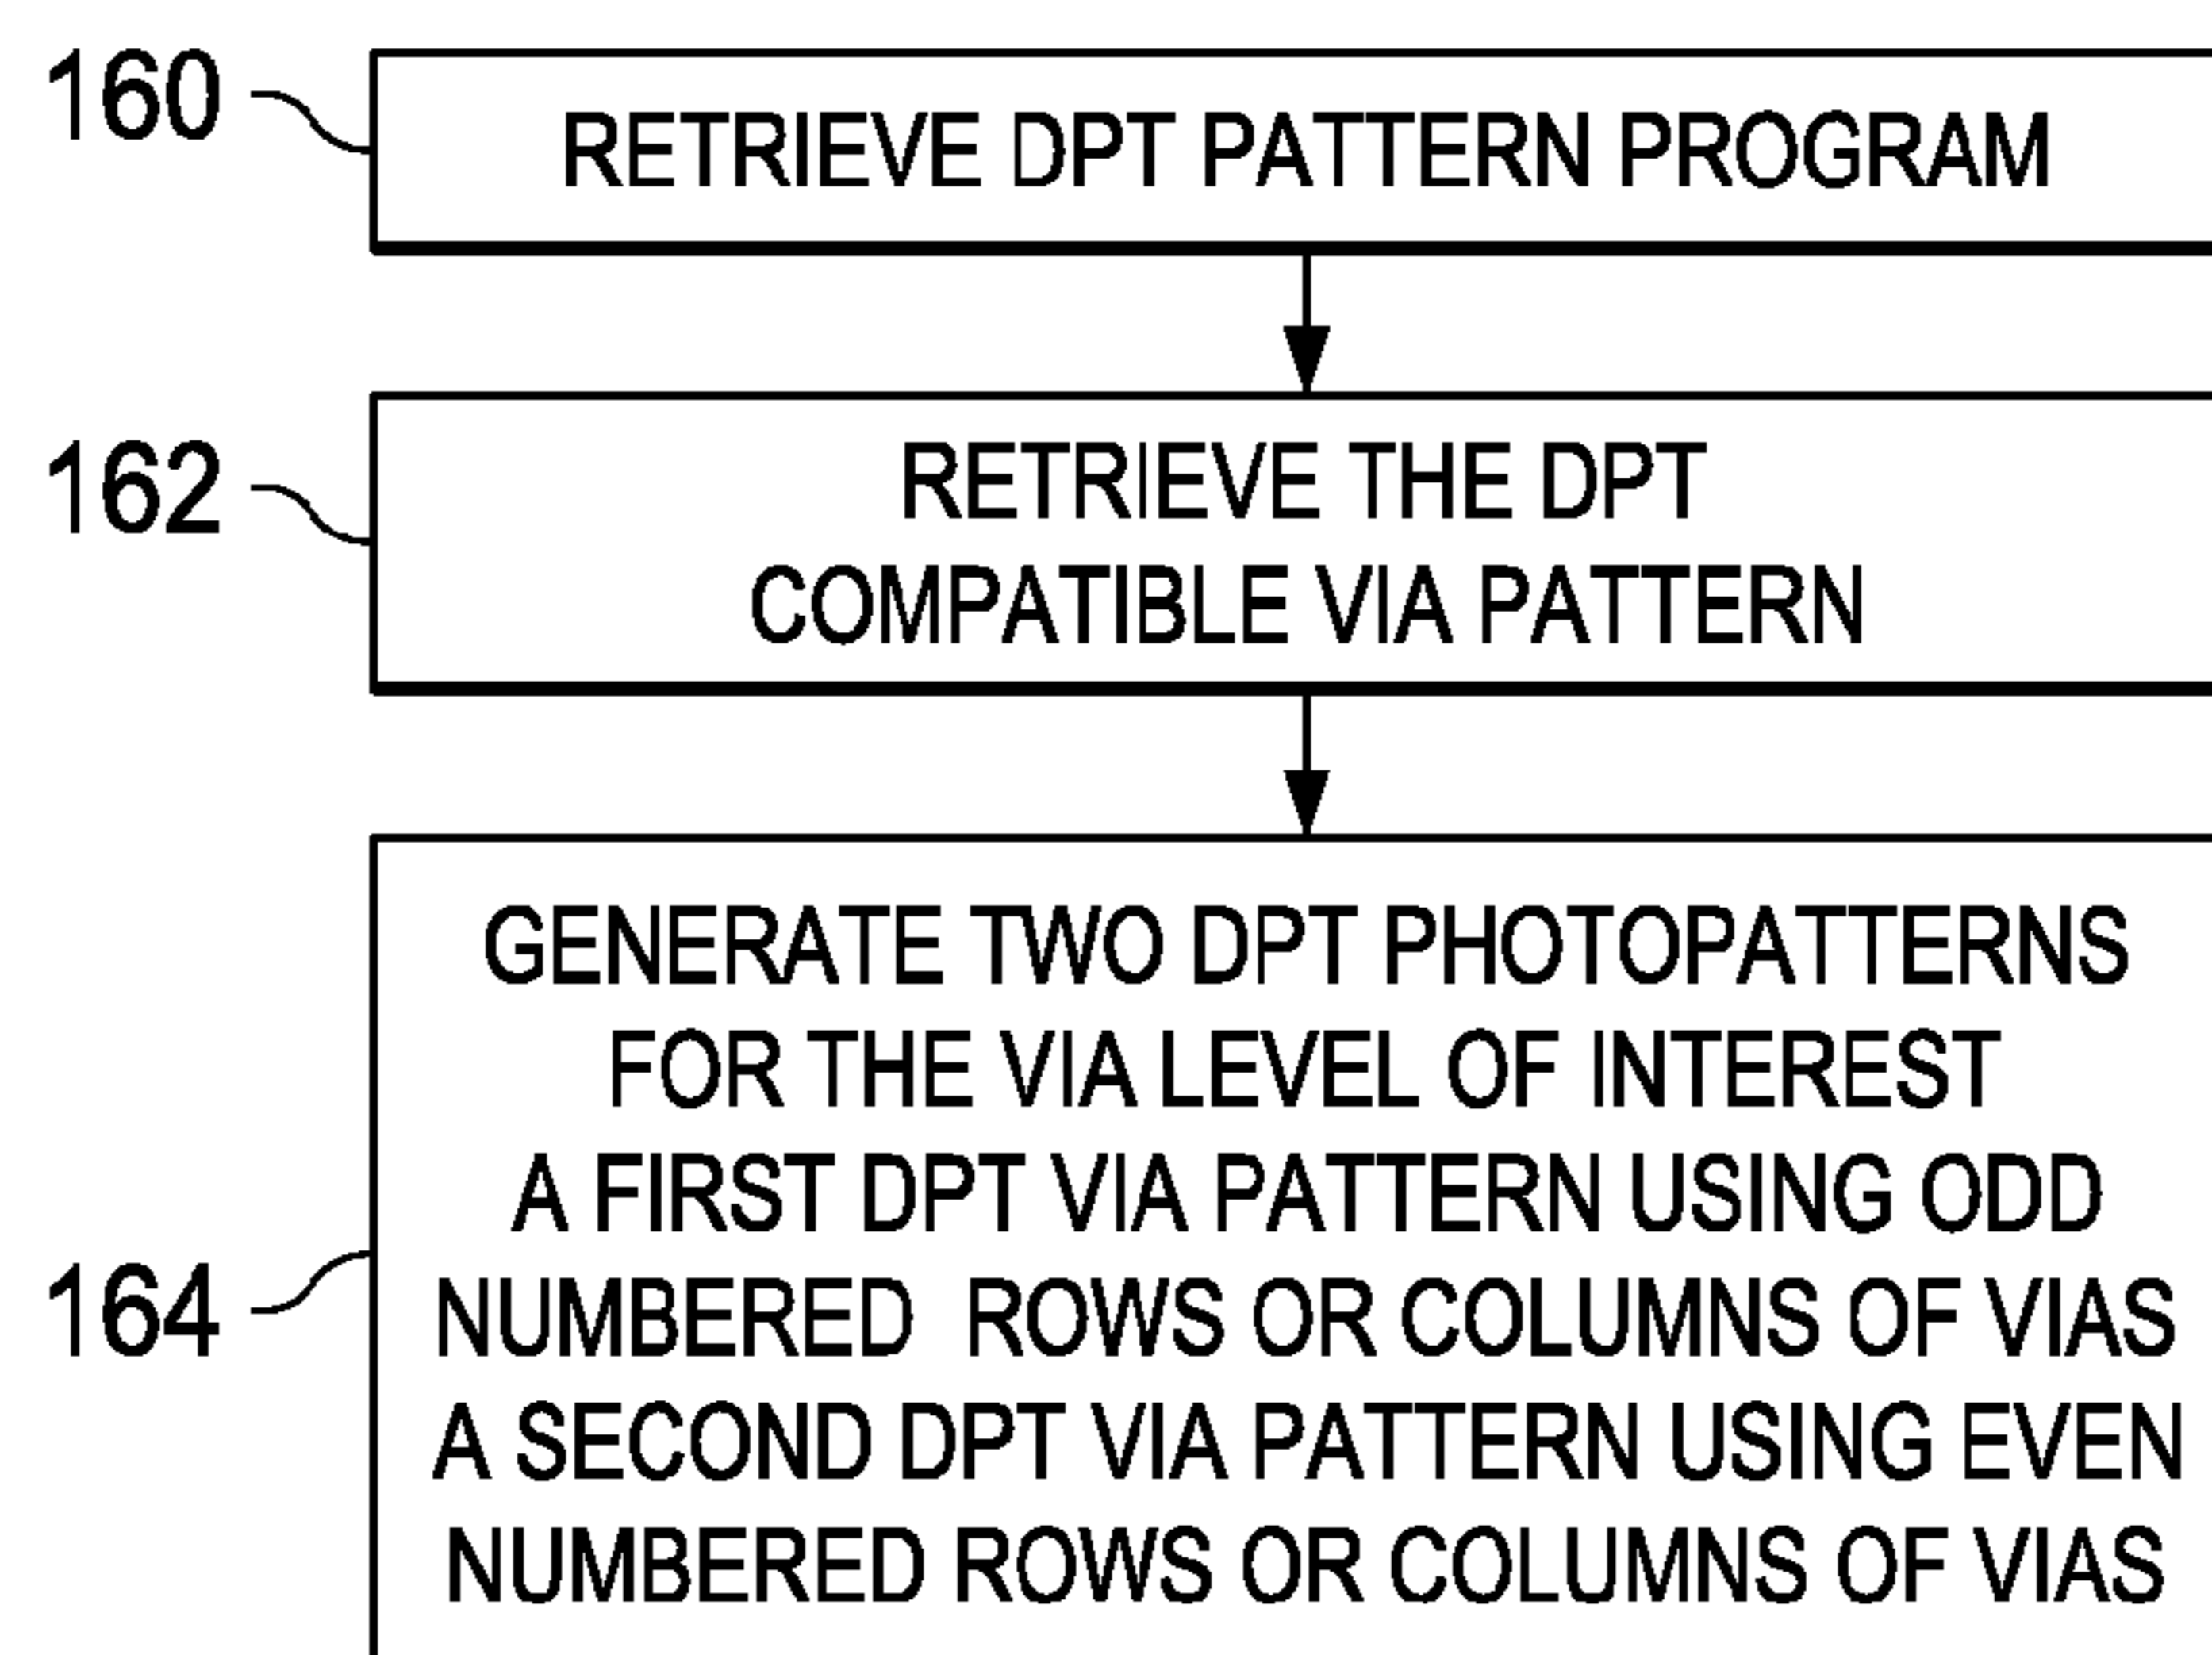 160
RETRIEVE DPT PATTERN PROGRAM
162
RETRIEVE THE DPT
COMPATIBLE VIA PATTERN
164
GENERATE TWO DPT PHOTOPATTERNS
FOR THE VIA LEVEL OF INTEREST
A FIRST DPT VIA PATTERN USING ODD
NUMBERED ROWS OR COLUMNS OF VIAS
A SECOND DPT VIA PATTERN USING EVEN
NUMBERED ROWS OR COLUMNS OF VIAS